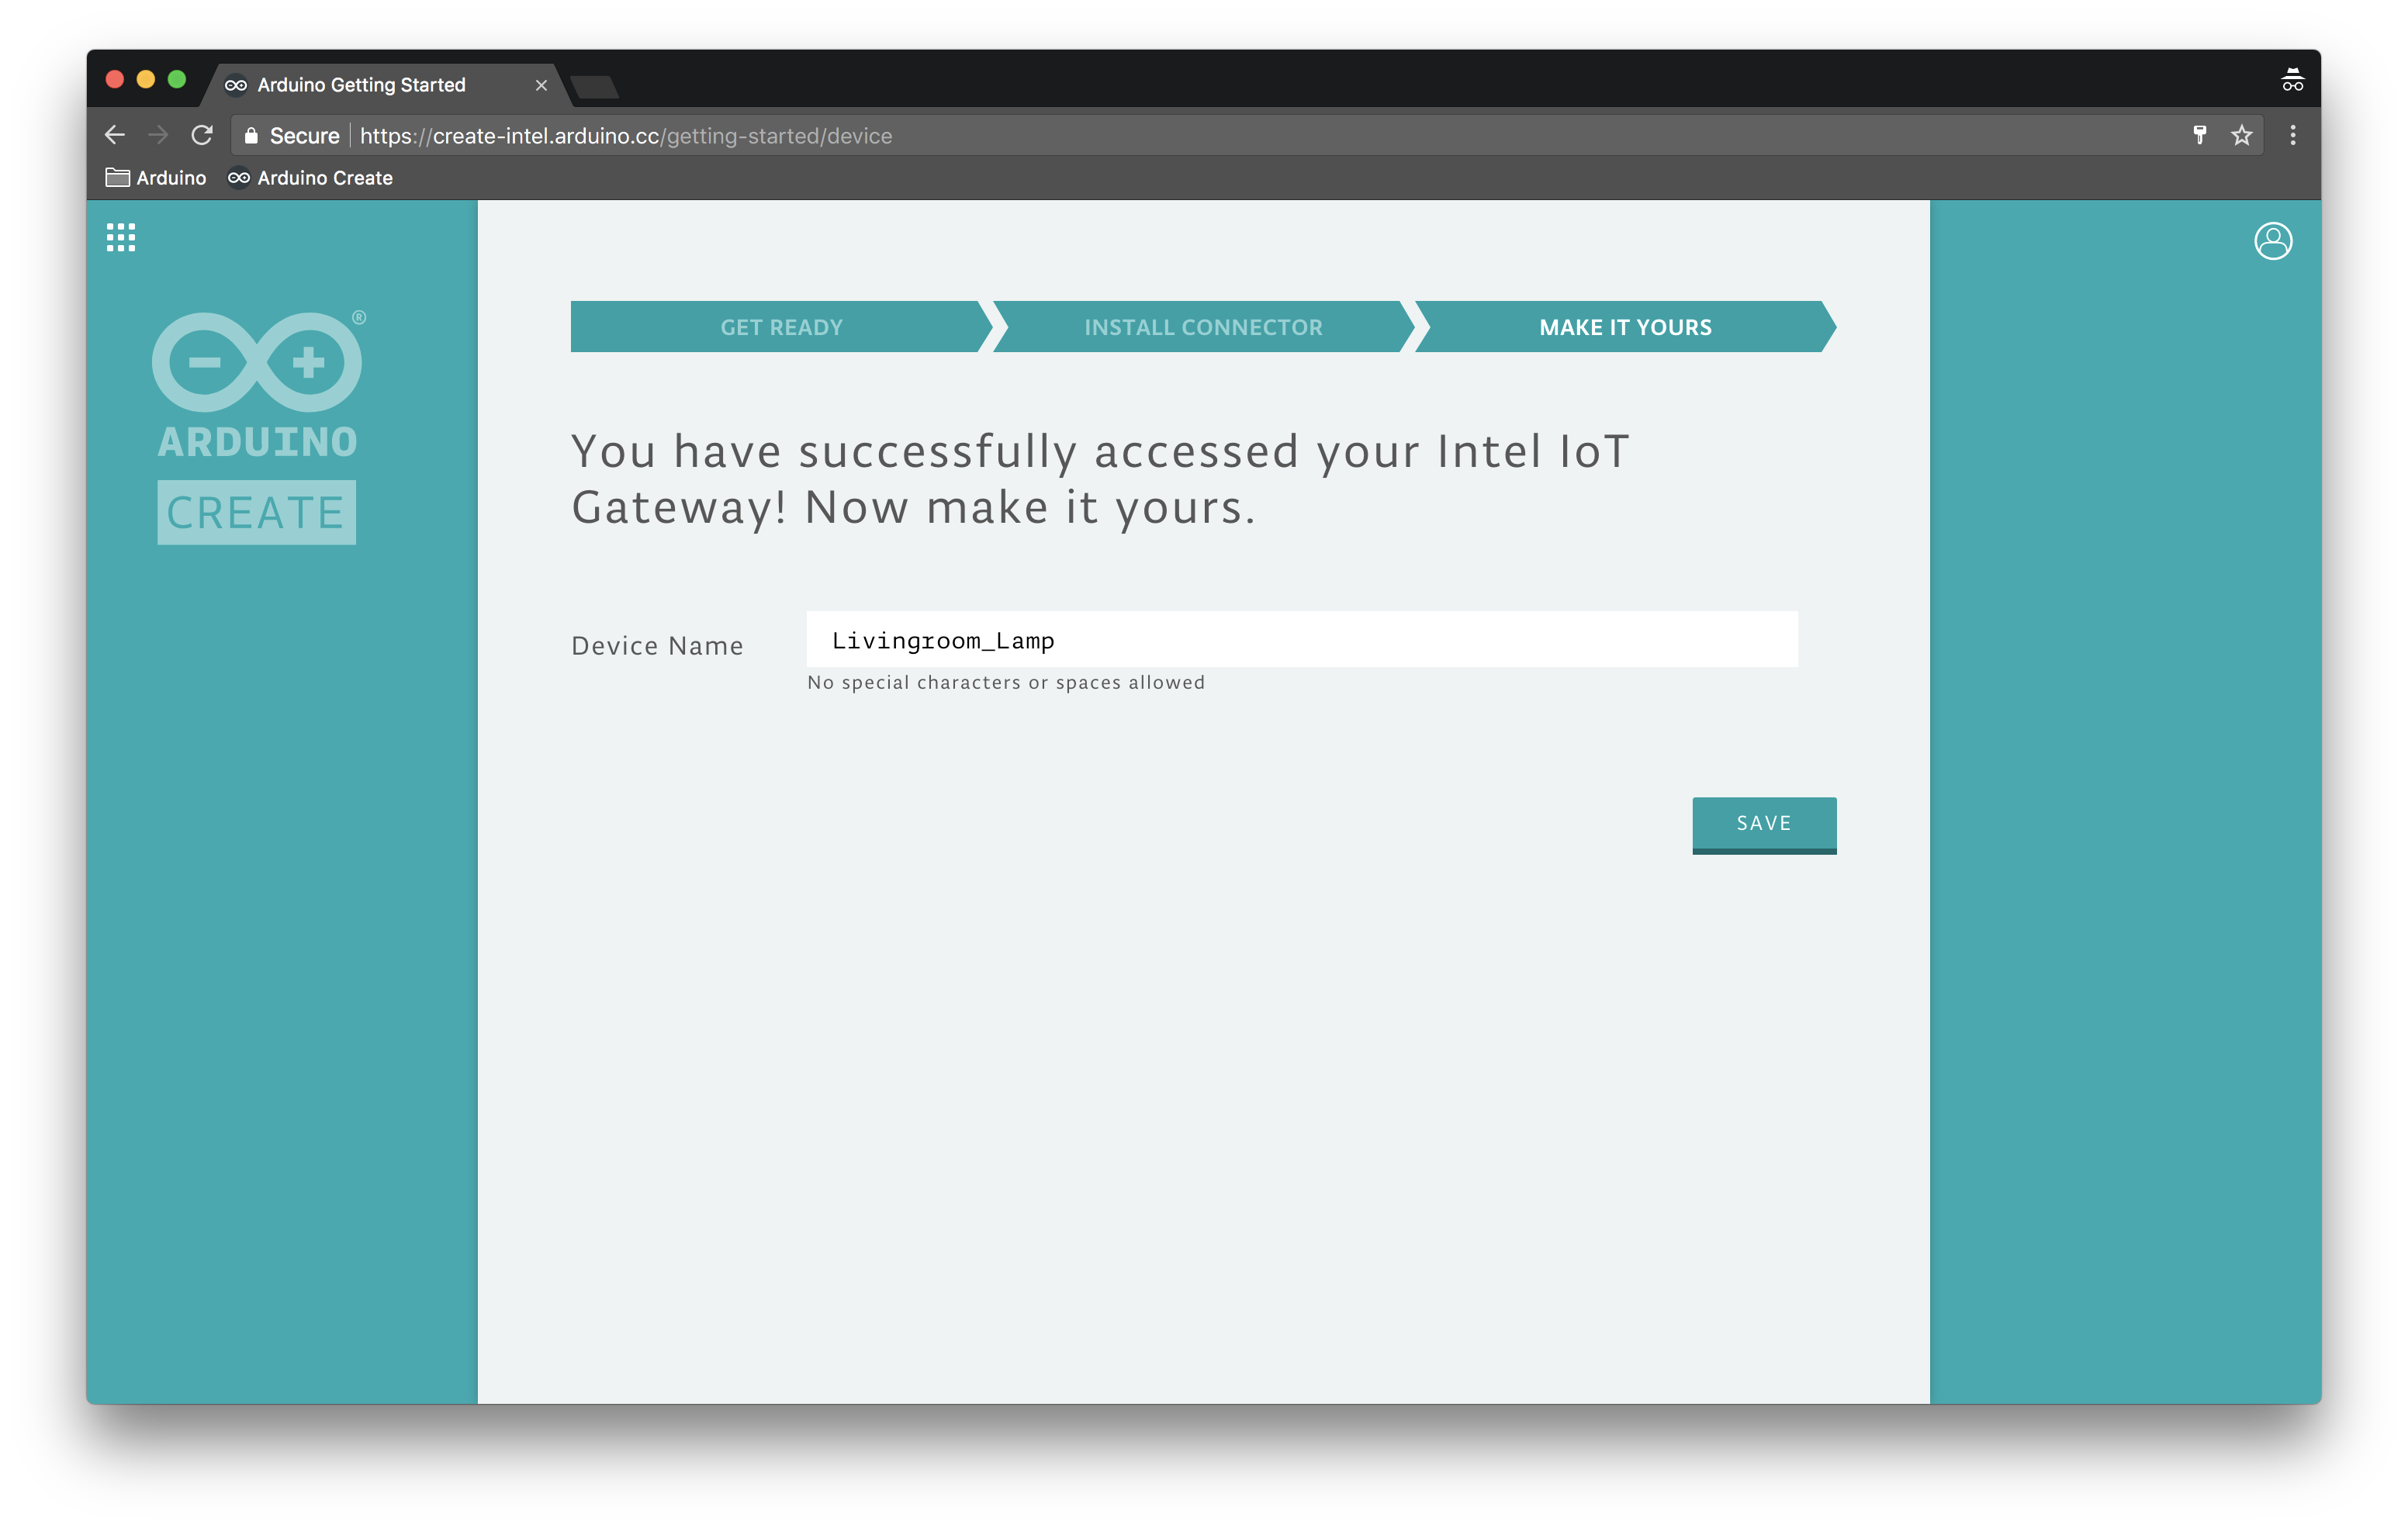 Arduino Getting Started
Secure https://create-intel.arduino.cc/getting-started/device
Arduino Arduino Create
ARDUINO
CREATE
GET READY INSTALL CONNECTOR MAKE IT YOURS
You have successfully accessed your Intel IoT
Gateway! Now make it yours.
Device Name Livingroom_Lamp
No special characters or spaces allowed
SAVE